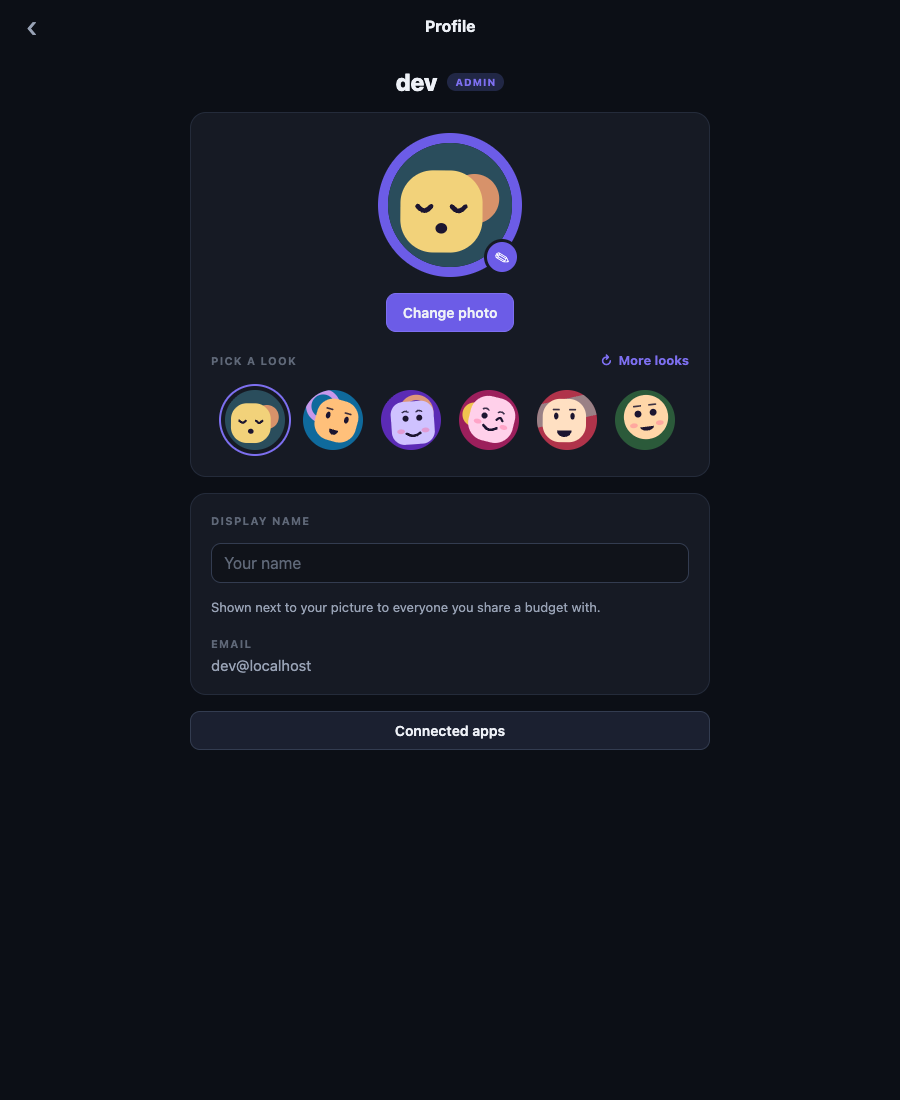 Profile
dev ADMIN
Change photo
PICK A LOOK
More looks
DISPLAY NAME
Your name
Shown next to your picture to everyone you share a budget with.
EMAIL
dev@localhost
Connected apps